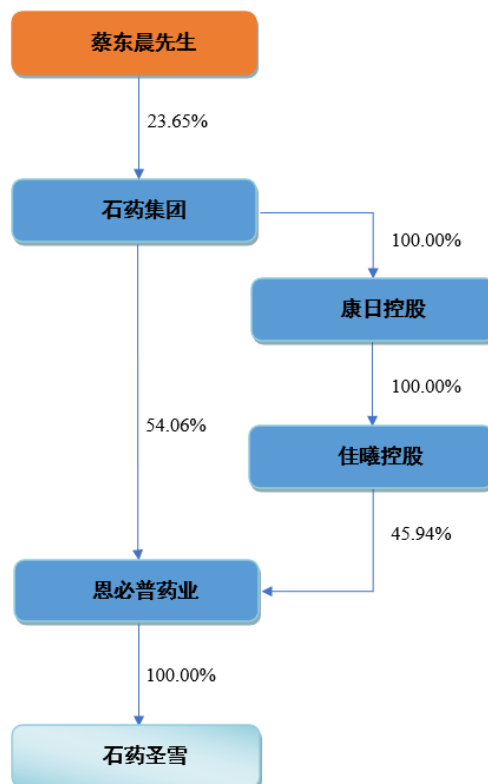 蔡东晨先生
23.65%
石药集团
100.00%
康日控股
100.00%
54.06%
佳曦控股
45.94%
恩必普药业
100.00%
石药圣雪